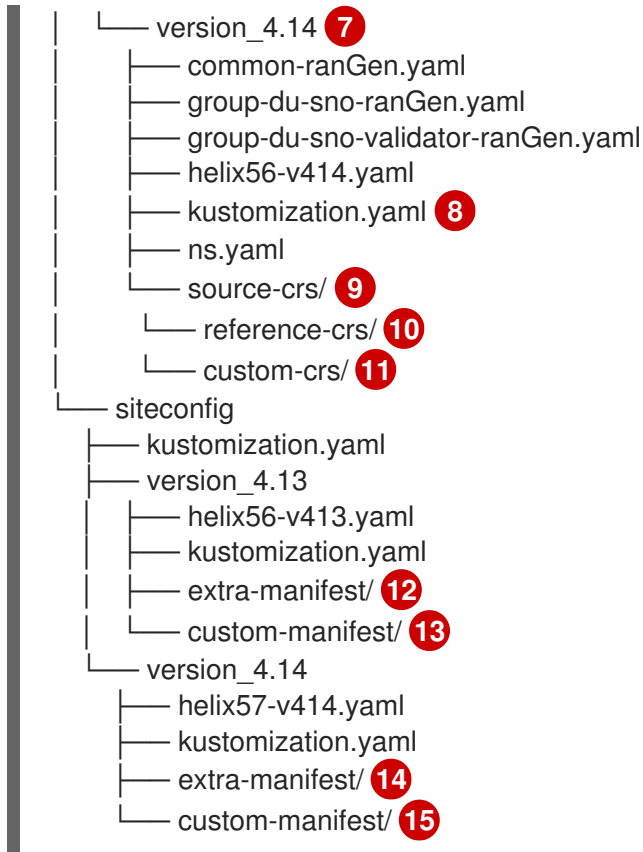 │   └── version_4.14 7
│       ├── common-ranGen.yaml
│       ├── group-du-sno-ranGen.yaml
│       ├── group-du-sno-validator-ranGen.yaml
│       ├── helix56-v414.yaml
│       ├── kustomization.yaml 8
│       ├── ns.yaml
│       └── source-crs/ 9
│           └── reference-crs/ 10
│           └── custom-crs/ 11
└── siteconfig
    ├── kustomization.yaml
    ├── version_4.13
    │   ├── helix56-v413.yaml
    │   ├── kustomization.yaml
    │   ├── extra-manifest/ 12
    │   └── custom-manifest/ 13
    └── version_4.14
        ├── helix57-v414.yaml
        ├── kustomization.yaml
        ├── extra-manifest/ 14
        └── custom-manifest/ 15